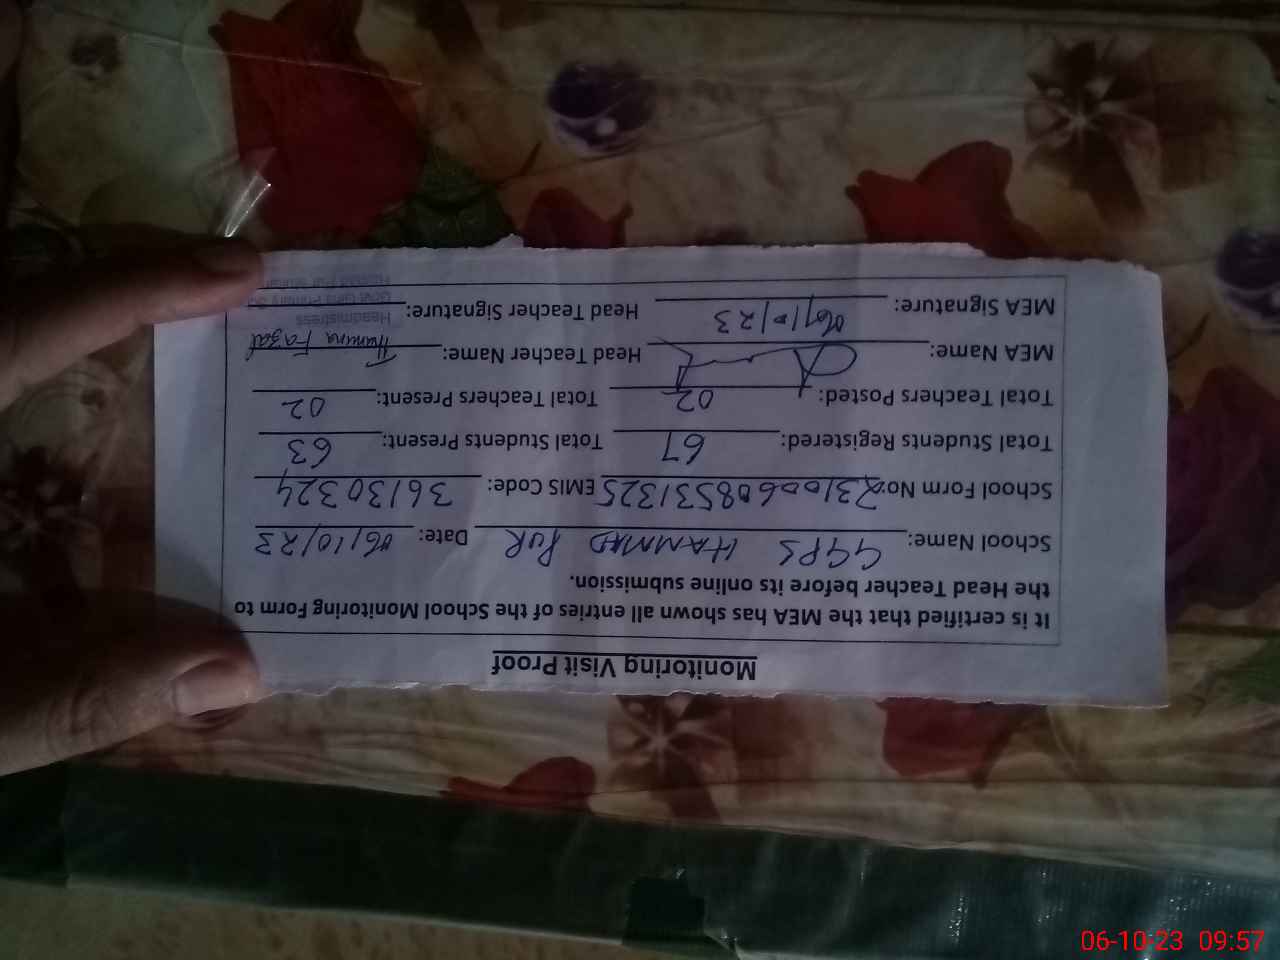 Monitoring Visit Proof
It is certified that the MEA has shown all entries of the School Monitoring Form to
the Head Teacher before its online submission.
School Name: GGPS HAMMAD PUR Date: 06/10/23
School Form No: 23100608531325 EMIS Code: 36130324
Total Students Registered: 67 Total Students Present: 63
Total Teachers Posted: 02 Total Teachers Present: 02
MEA Name: Head Teacher Name: Fazal
MEA Signature: 06/10/23 Head Teacher Signature:
Headmistress
Govt Girls Primary
06-10-23 09:57